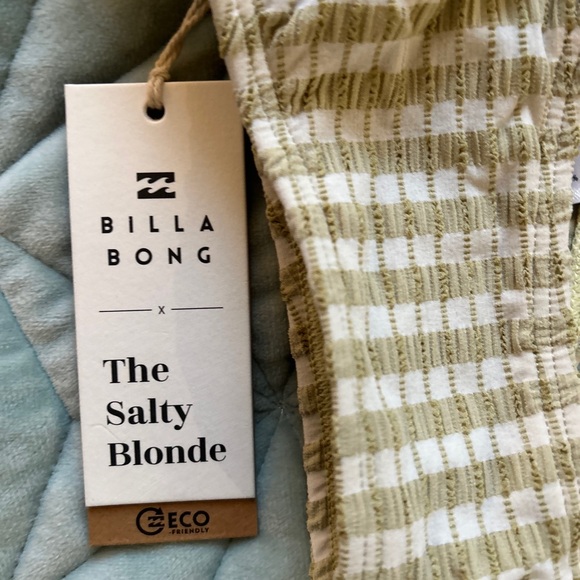 BILLA
BONG
x
The
Salty
Blonde
ECO
FRIENDLY